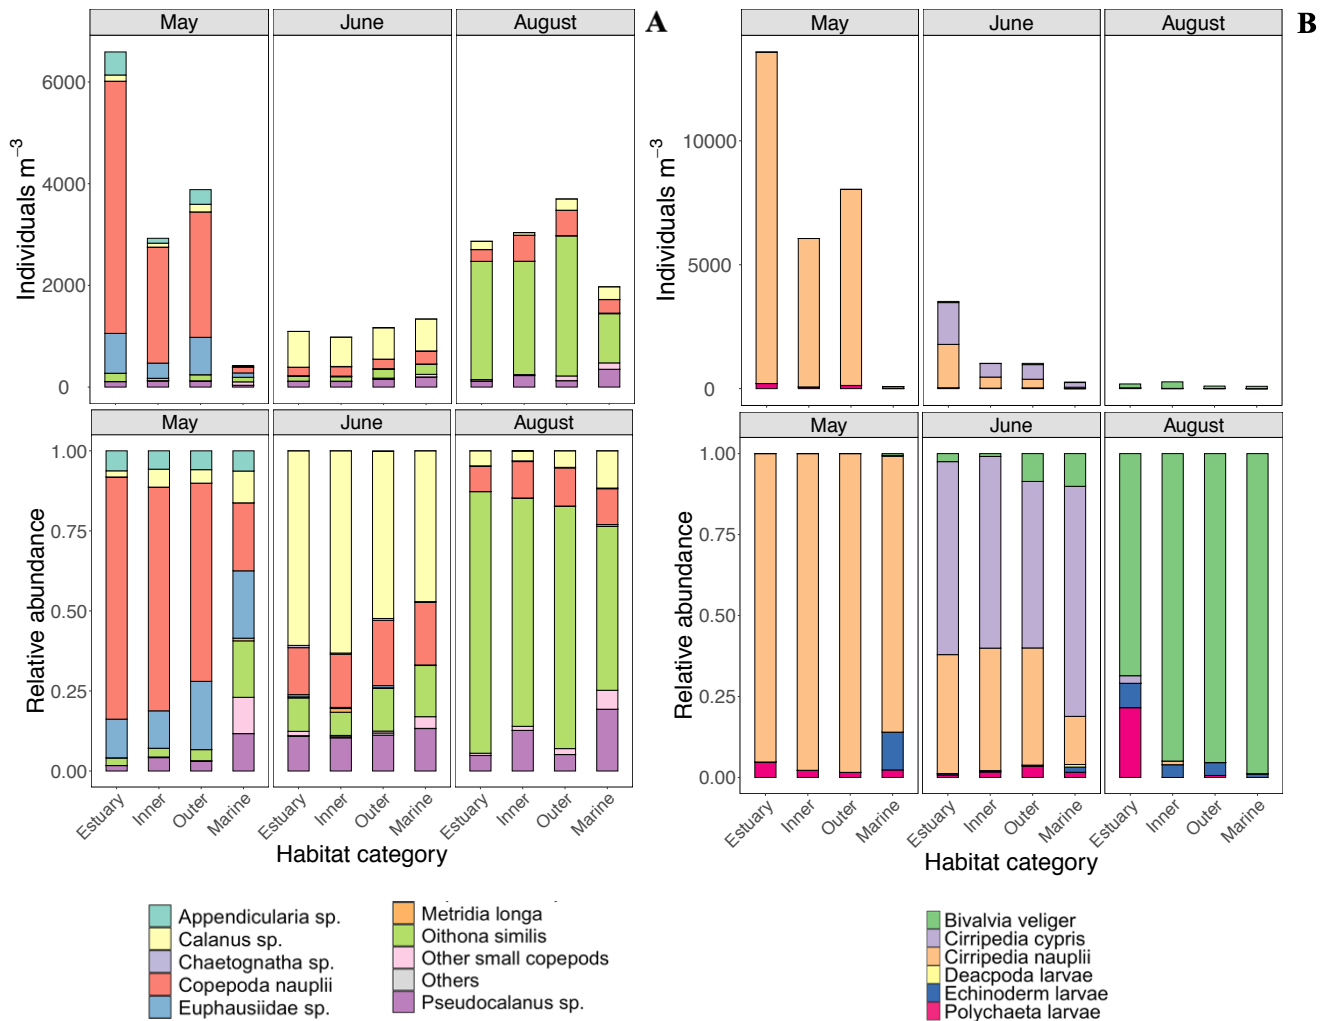 May June August A
Individuals m⁻³
6000
4000
2000
0
May June August
Relative abundance
1.00
0.75
0.50
0.25
0.00
Estuary Inner Outer Marine Estuary Inner Outer Marine Estuary Inner Outer Marine
Habitat category
Appendicularia sp.
Calanus sp.
Chaetognatha sp.
Copepoda nauplii
Euphausiidae sp.
Metridia longa
Oithona similis
Other small copepods
Others
Pseudocalanus sp.
May June August B
Individuals m⁻³
10000
5000
0
May June August
Relative abundance
1.00
0.75
0.50
0.25
0.00
Estuary Inner Outer Marine Estuary Inner Outer Marine Estuary Inner Outer Marine
Habitat category
Bivalvia veliger
Cirripedia cypris
Cirripedia nauplii
Deacpoda larvae
Echinoderm larvae
Polychaeta larvae